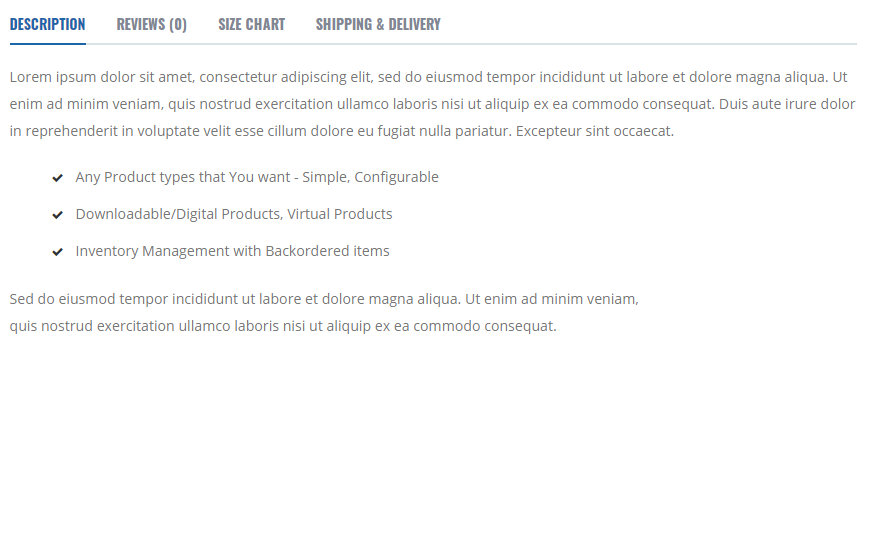 DESCRIPTION REVIEWS (0) SIZE CHART SHIPPING & DELIVERY
Lorem ipsum dolor sit amet, consectetur adipiscing elit, sed do eiusmod tempor incididunt ut labore et dolore magna aliqua. Ut
enim ad minim veniam, quis nostrud exercitation ullamco laboris nisi ut aliquip ex ea commodo consequat. Duis aute irure dolor
in reprehenderit in voluptate velit esse cillum dolore eu fugiat nulla pariatur. Excepteur sint occaecat.
Any Product types that You want - Simple, Configurable
Downloadable/Digital Products, Virtual Products
Inventory Management with Backordered items
Sed do eiusmod tempor incididunt ut labore et dolore magna aliqua. Ut enim ad minim veniam,
quis nostrud exercitation ullamco laboris nisi ut aliquip ex ea commodo consequat.